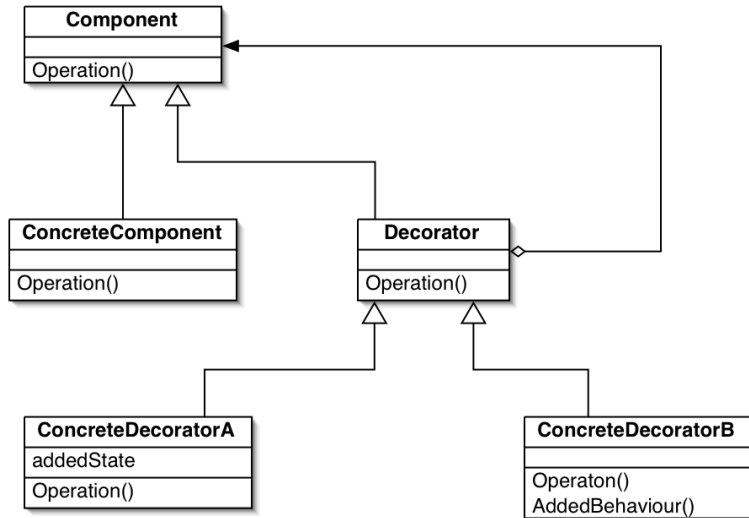 Component
Operation()
ConcreteComponent
Operation()
Decorator
Operation()
ConcreteDecoratorA
addedState
Operation()
ConcreteDecoratorB
Operaton()
AddedBehaviour()